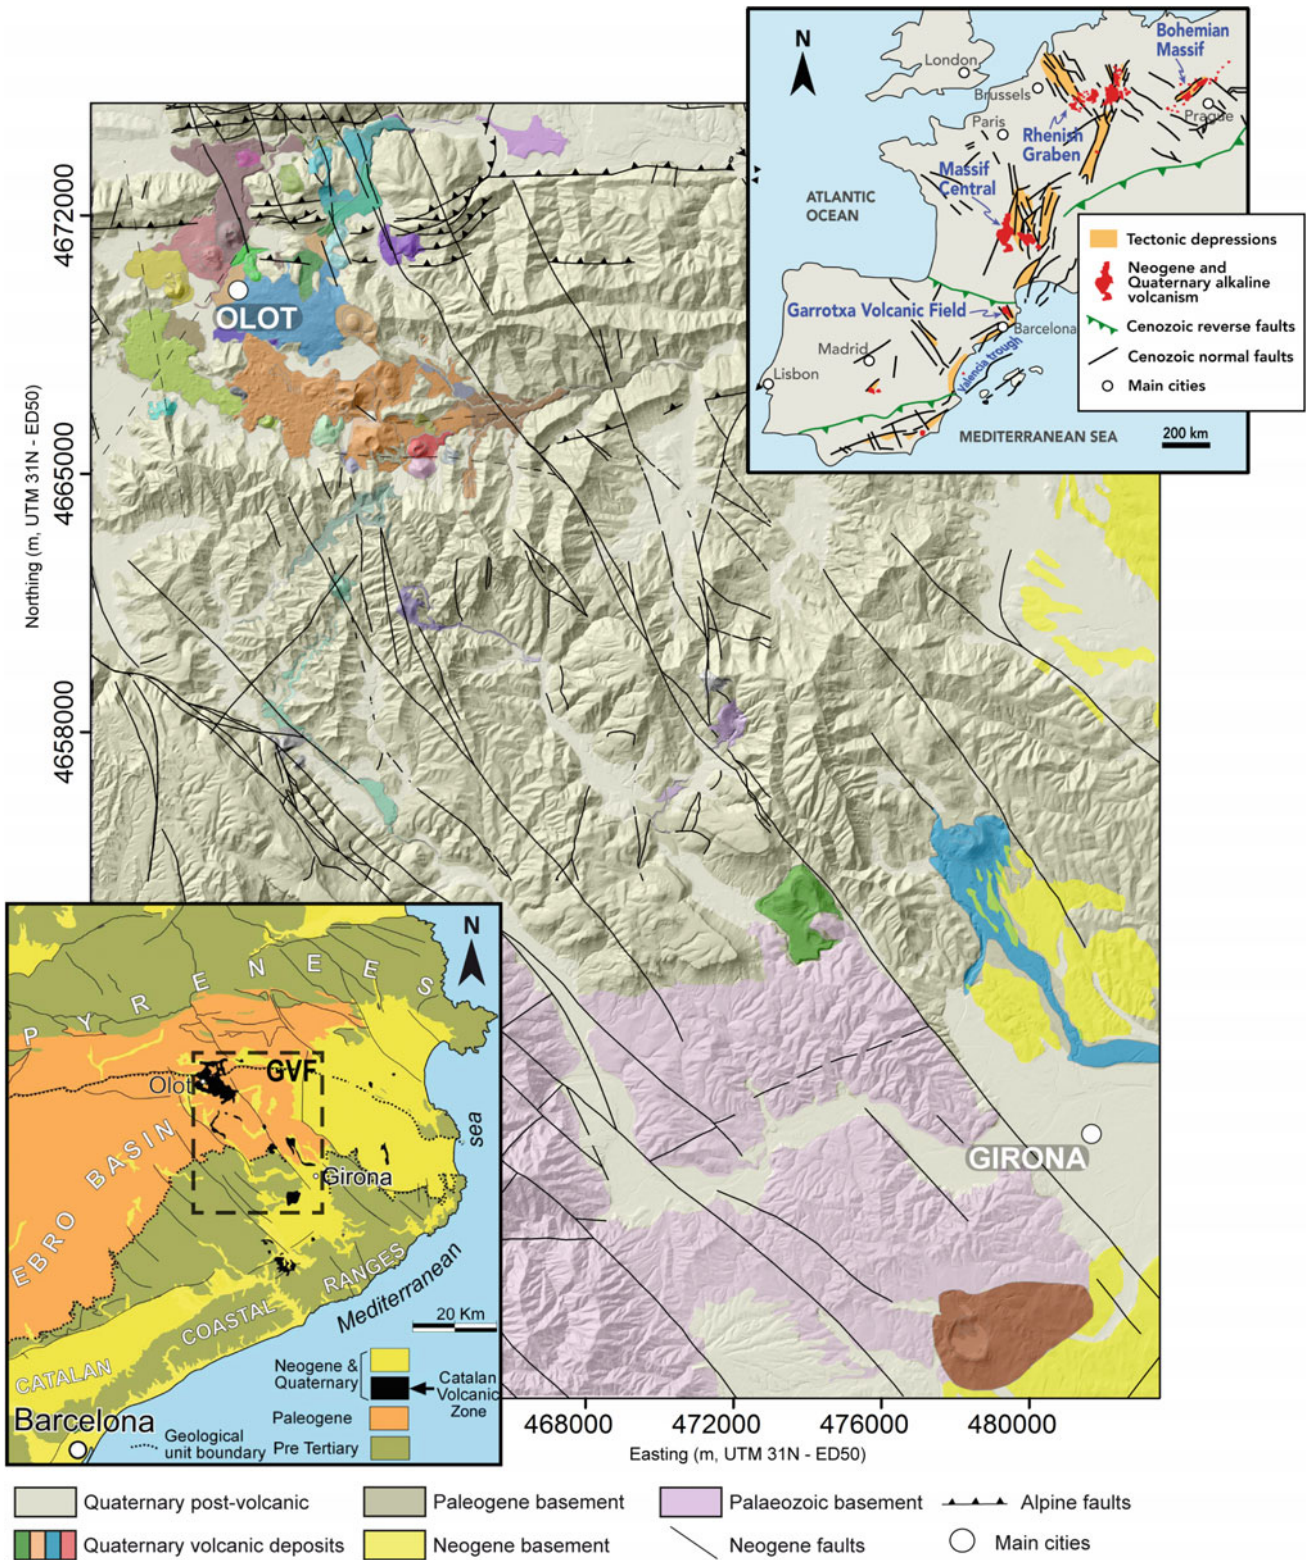 N
London
Brussels
Paris
Prague
Bohemian
Massif
Rhenish
Graben
Massif
Central
ATLANTIC
OCEAN
Garrotxa Volcanic Field
Barcelona
Madrid
Lisbon
Valencia trough
MEDITERRANEAN SEA
200 km
Tectonic depressions
Neogene and
Quaternary alkaline
volcanism
Cenozoic reverse faults
Cenozoic normal faults
Main cities
4672000
4665000
4658000
Northing (m, UTM 31N - ED50)
OLOT
GIRONA
N
PYRENEES
Olot
GVF
EBRO BASIN
Girona
sea
Mediterranean
CATALAN COASTAL RANGES
20 Km
Barcelona
Neogene &
Quaternary
Catalan
Volcanic
Zone
Paleogene
Geological
unit boundary
Pre Tertiary
468000 472000 476000 480000
Easting (m, UTM 31N - ED50)
Quaternary post-volcanic
Paleogene basement
Palaeozoic basement
Alpine faults
Quaternary volcanic deposits
Neogene basement
Neogene faults
Main cities